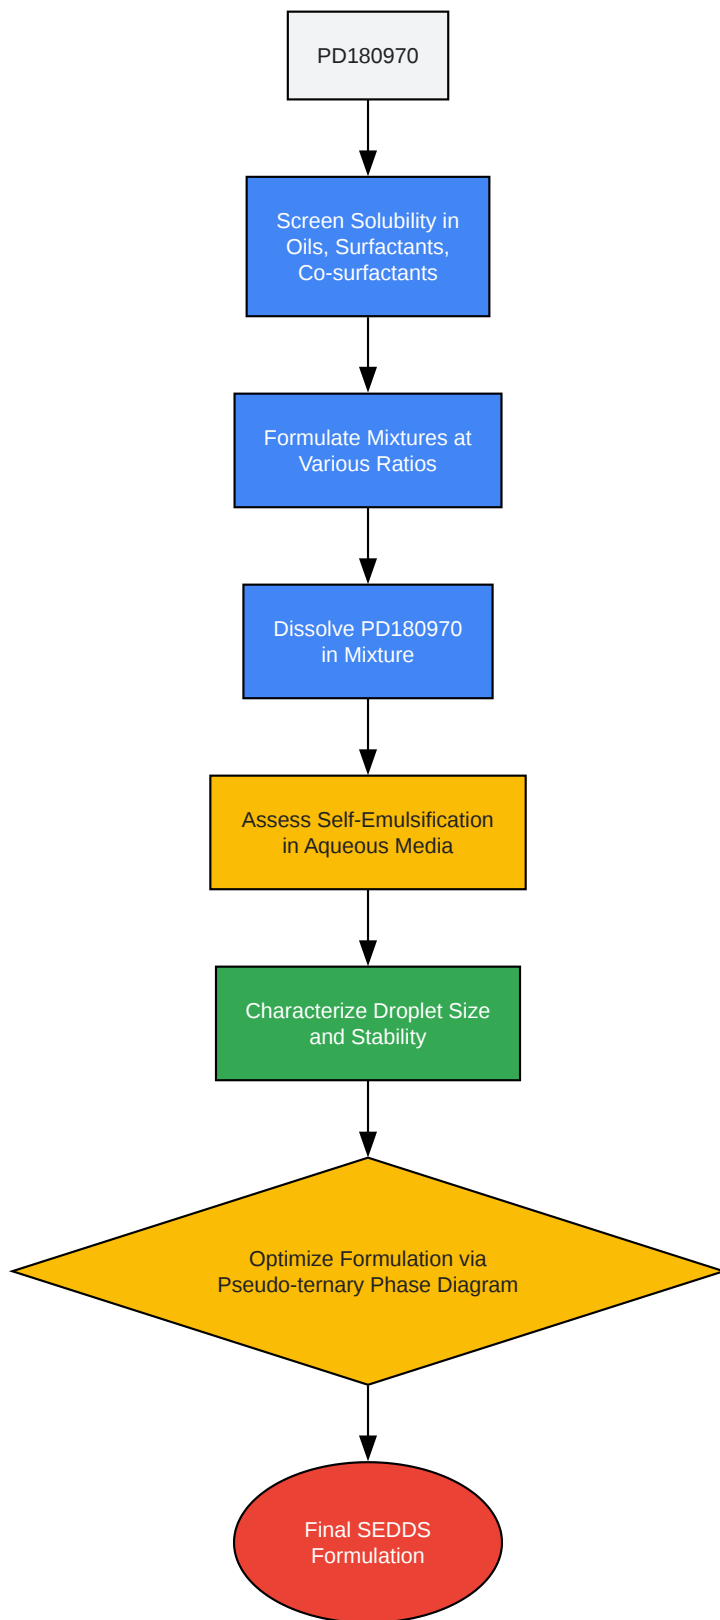 PD180970
Screen Solubility in
Oils, Surfactants,
Co-surfactants
Formulate Mixtures at
Various Ratios
Dissolve PD180970
in Mixture
Assess Self-Emulsification
in Aqueous Media
Characterize Droplet Size
and Stability
Optimize Formulation via
Pseudo-ternary Phase Diagram
Final SEDDS
Formulation